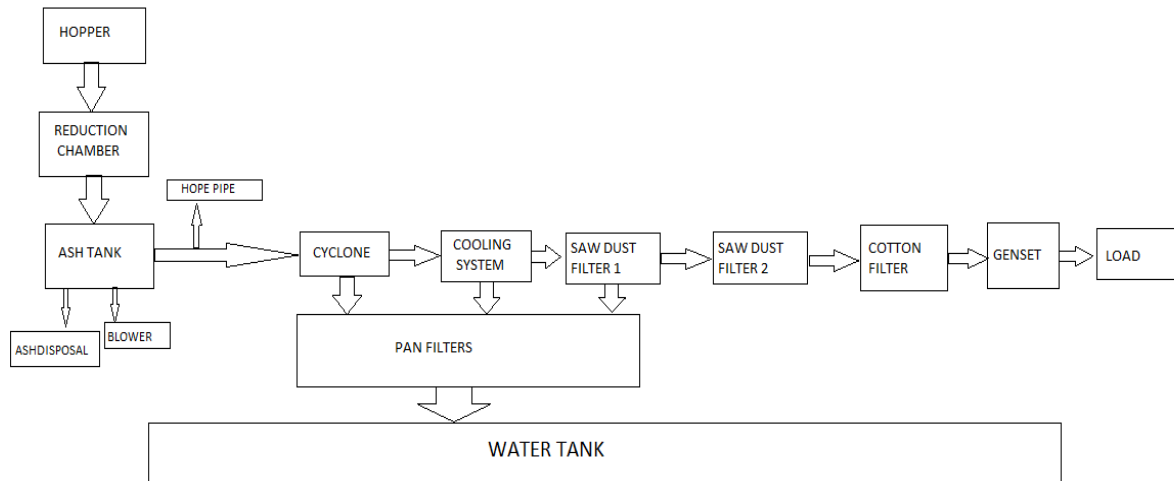 HOPPER
REDUCTION
CHAMBER
HOPE PIPE
ASH TANK
CYCLONE
COOLING
SYSTEM
SAW DUST
FILTER 1
SAW DUST
FILTER 2
COTTON
FILTER
GENSET
LOAD
ASHDISPOSAL
BLOWER
PAN FILTERS
WATER TANK